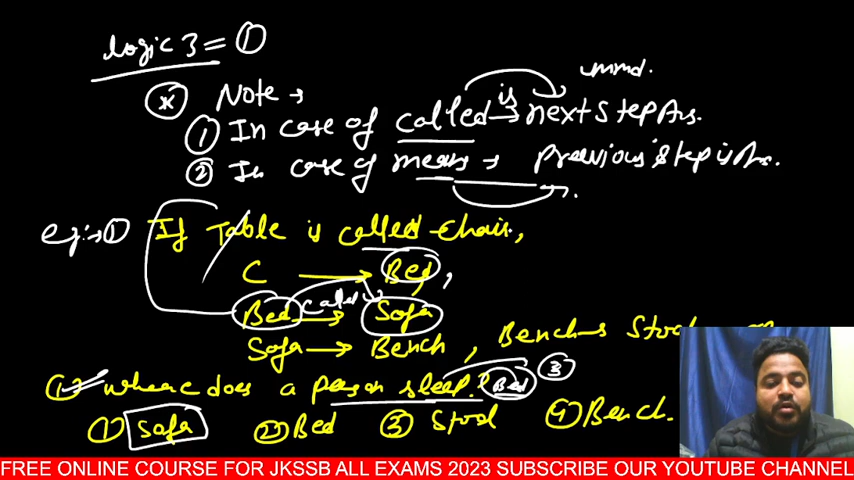 Logic 3 = ①
* Note →
① In case of called → is next step Ans. immd.
② In case of means → previous step is Ans.
eg:→ ① If Table is called chair,
C → Bed,
Bed called → Sofa
Sofa → Bench, Bench → Stool
① where does a person sleep? Bed ③
① Sofa ② Bed ③ Stool ④ Bench.
FREE ONLINE COURSE FOR JKSSB ALL EXAMS 2023 SUBSCRIBE OUR YOUTUBE CHANNEL